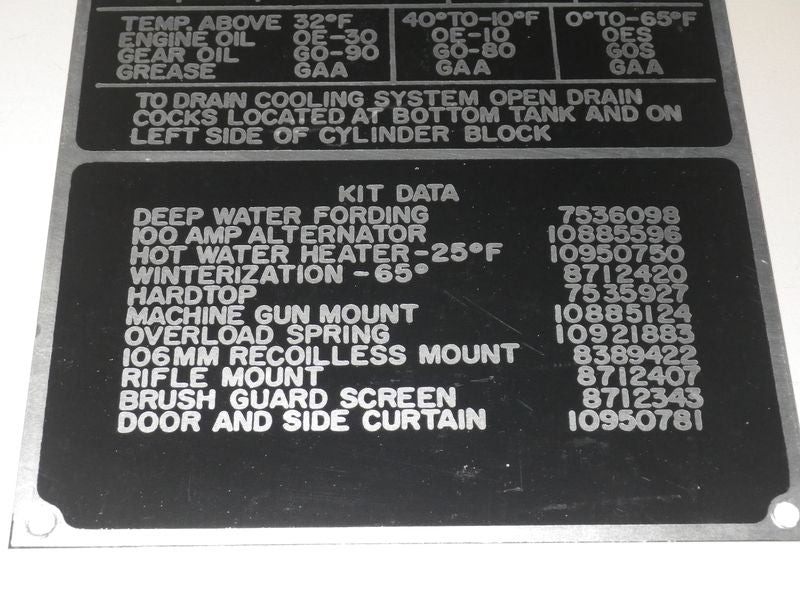 TEMP. ABOVE 32°F 40°TO-10°F 0°TO-65°F
ENGINE OIL OE-30 OE-10 OES
GEAR OIL GO-90 GO-80 GOS
GREASE GAA GAA GAA
TO DRAIN COOLING SYSTEM OPEN DRAIN
COCKS LOCATED AT BOTTOM TANK AND ON
LEFT SIDE OF CYLINDER BLOCK
KIT DATA
DEEP WATER FORDING 7536098
100 AMP ALTERNATOR 10885596
HOT WATER HEATER-25°F 10950750
WINTERIZATION -65° 8712420
HARDTOP 7535927
MACHINE GUN MOUNT 10885124
OVERLOAD SPRING 10921883
106MM RECOILLESS MOUNT 8389422
RIFLE MOUNT 8712407
BRUSH GUARD SCREEN 8712343
DOOR AND SIDE CURTAIN 10950781